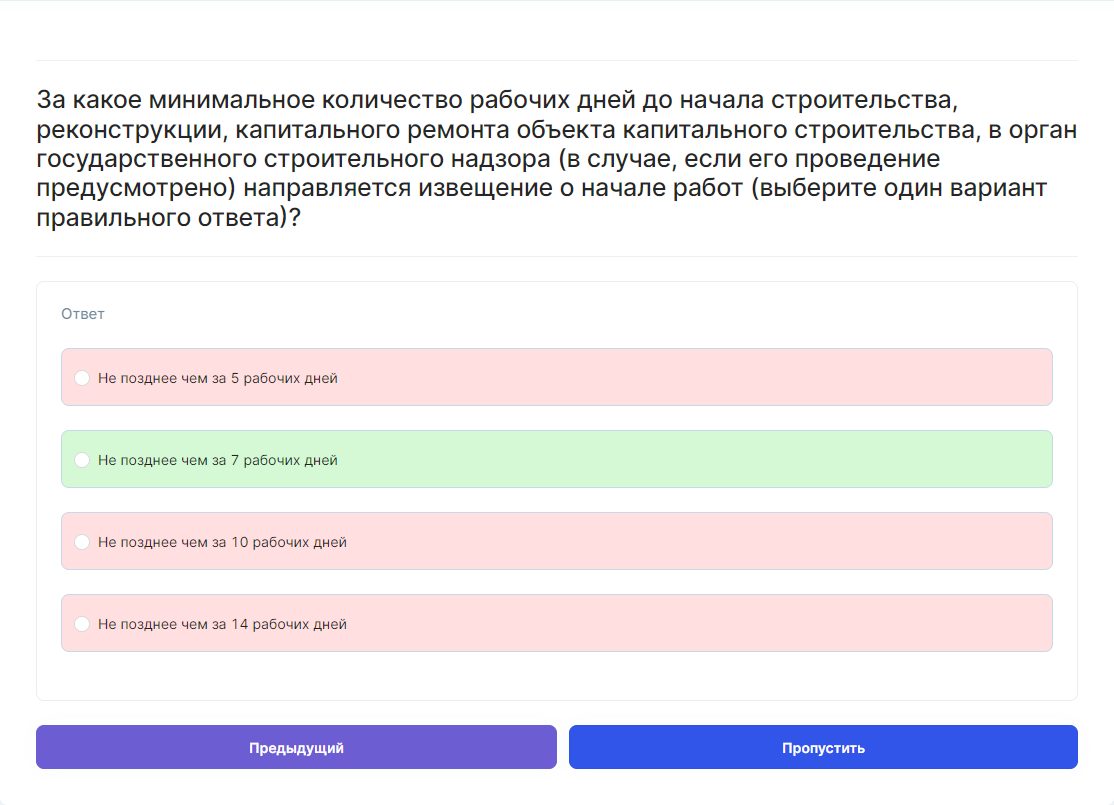 За какое минимальное количество рабочих дней до начала строительства,
реконструкции, капитального ремонта объекта капитального строительства, в орган
государственного строительного надзора (в случае, если его проведение
предусмотрено) направляется извещение о начале работ (выберите один вариант
правильного ответа)?
Ответ
Не позднее чем за 5 рабочих дней
Не позднее чем за 7 рабочих дней
Не позднее чем за 10 рабочих дней
Не позднее чем за 14 рабочих дней
Предыдущий
Пропустить